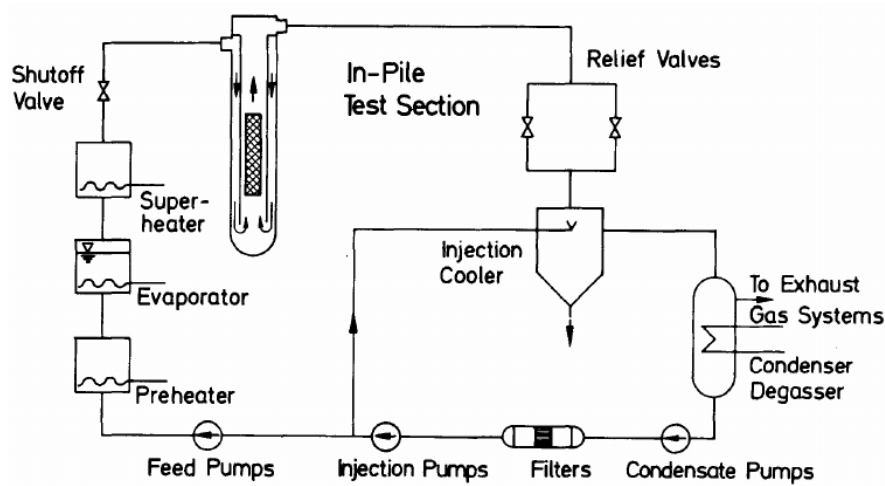 Shutoff
Valve
In-Pile
Test Section
Relief Valves
Super-
heater
Injection
Cooler
Evaporator
To Exhaust
Gas Systems
Preheater
Condenser
Degasser
Feed Pumps
Injection Pumps
Filters
Condensate Pumps